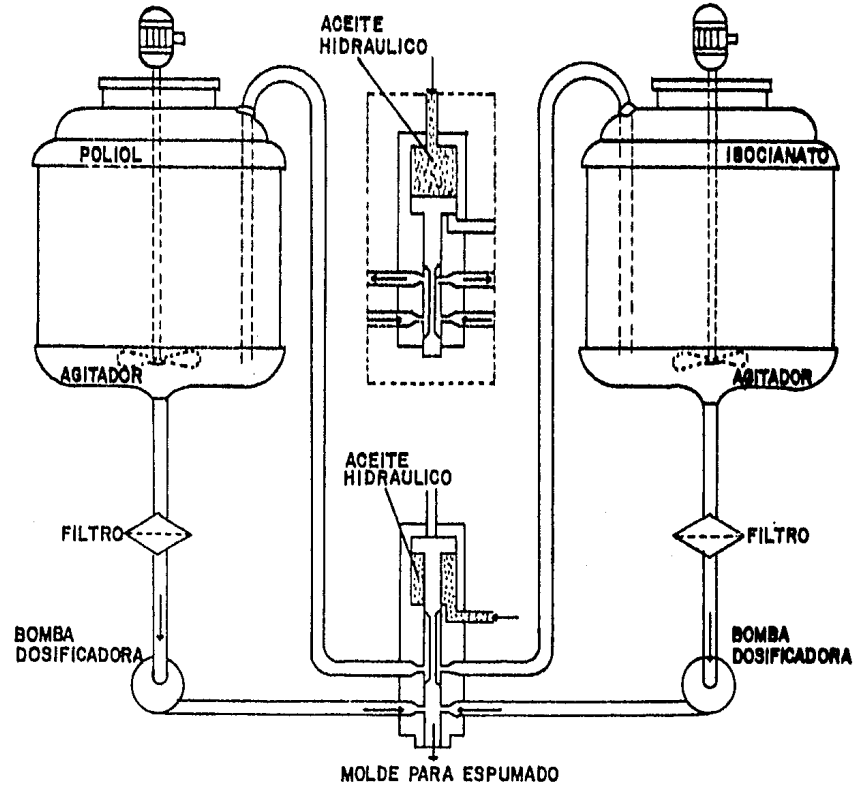 ACEITE
HIDRAULICO
POLIOL
ISOCIANATO
AGITADOR
AGITADOR
ACEITE
HIDRAULICO
FILTRO
FILTRO
BOMBA
DOSIFICADORA
BOMBA
DOSIFICADORA
MOLDE PARA ESPUMADO